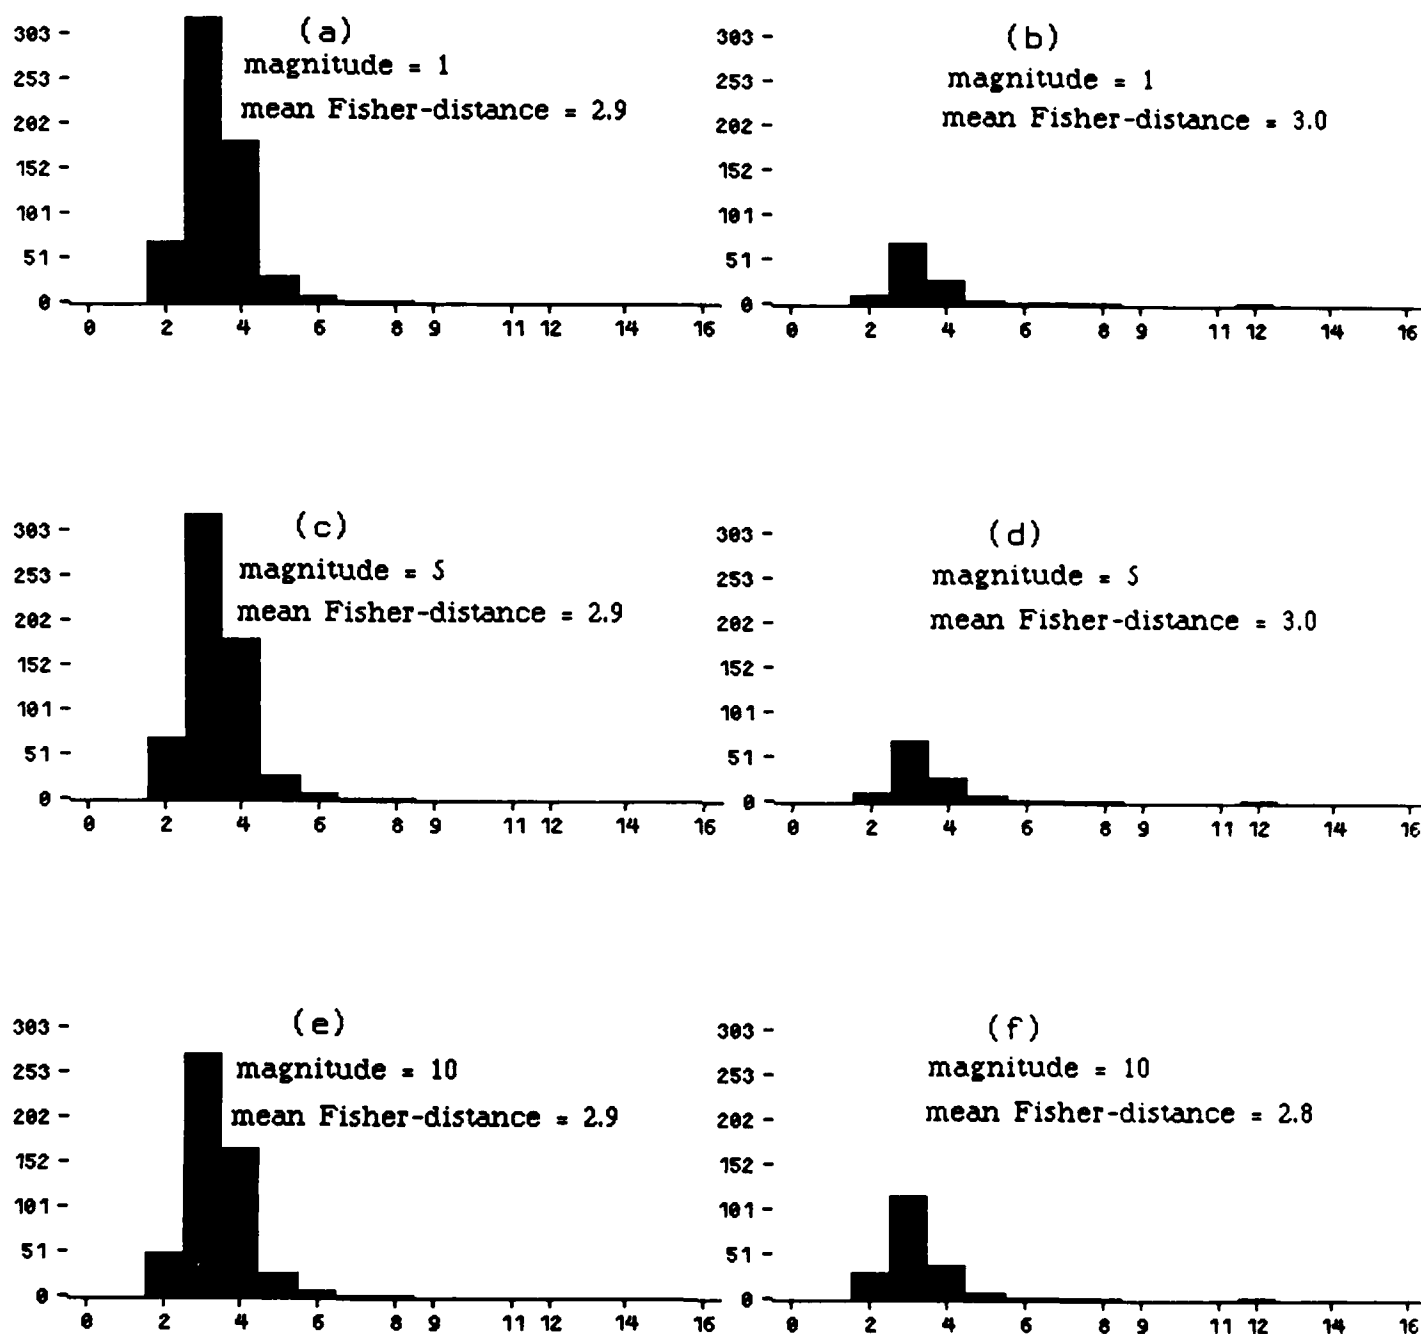 (a)
magnitude = 1
mean Fisher-distance = 2.9
303
253
202
152
101
51
0
0 2 4 6 8 9 11 12 14 16
(b)
magnitude = 1
mean Fisher-distance = 3.0
303
253
202
152
101
51
0
0 2 4 6 8 9 11 12 14 16
(c)
magnitude = 5
mean Fisher-distance = 2.9
303
253
202
152
101
51
0
0 2 4 6 8 9 11 12 14 16
(d)
magnitude = 5
mean Fisher-distance = 3.0
303
253
202
152
101
51
0
0 2 4 6 8 9 11 12 14 16
(e)
magnitude = 10
mean Fisher-distance = 2.9
303
253
202
152
101
51
0
0 2 4 6 8 9 11 12 14 16
(f)
magnitude = 10
mean Fisher-distance = 2.8
303
253
202
152
101
51
0
0 2 4 6 8 9 11 12 14 16